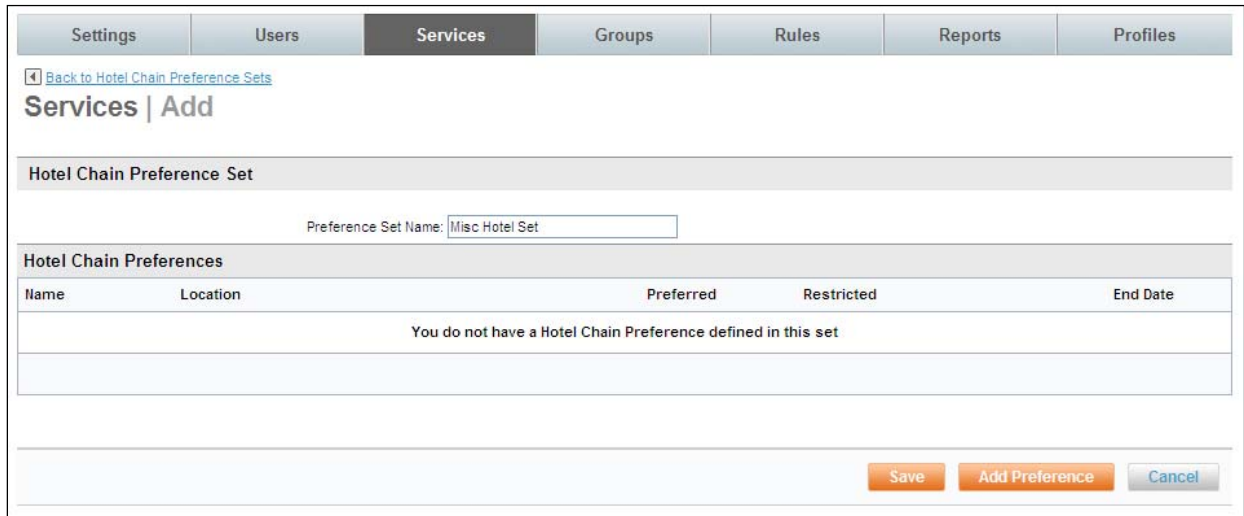 Settings Users Services Groups Rules Reports Profiles
Back to Hotel Chain Preference Sets
Services | Add
Hotel Chain Preference Set
Preference Set Name: Misc Hotel Set
Hotel Chain Preferences
Name Location Preferred Restricted End Date
You do not have a Hotel Chain Preference defined in this set
Save Add Preference Cancel